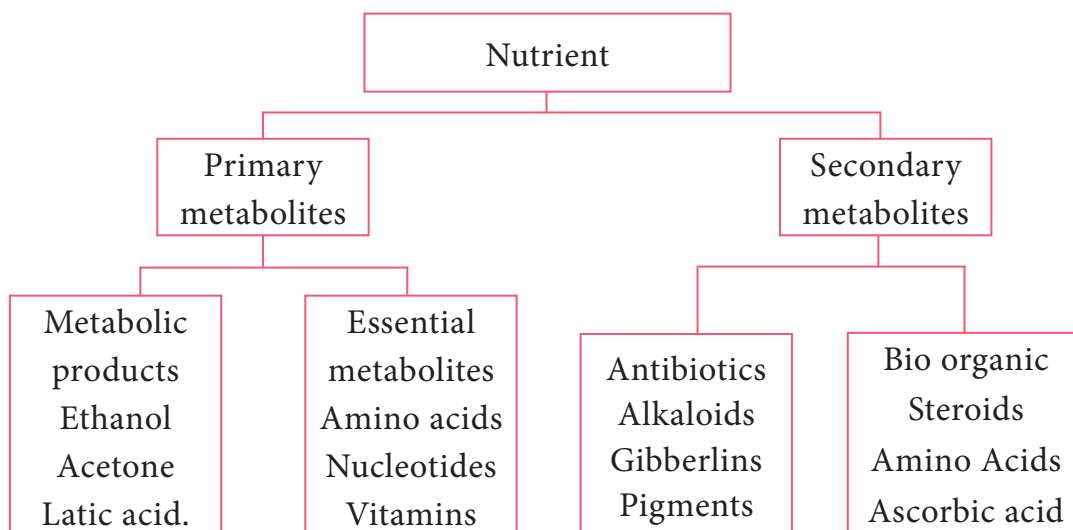 Nutrient
Primary
metabolites
Secondary
metabolites
Metabolic
products
Ethanol
Acetone
Latic acid.
Essential
metabolites
Amino acids
Nucleotides
Vitamins
Antibiotics
Alkaloids
Gibberlins
Pigments
Bio organic
Steroids
Amino Acids
Ascorbic acid